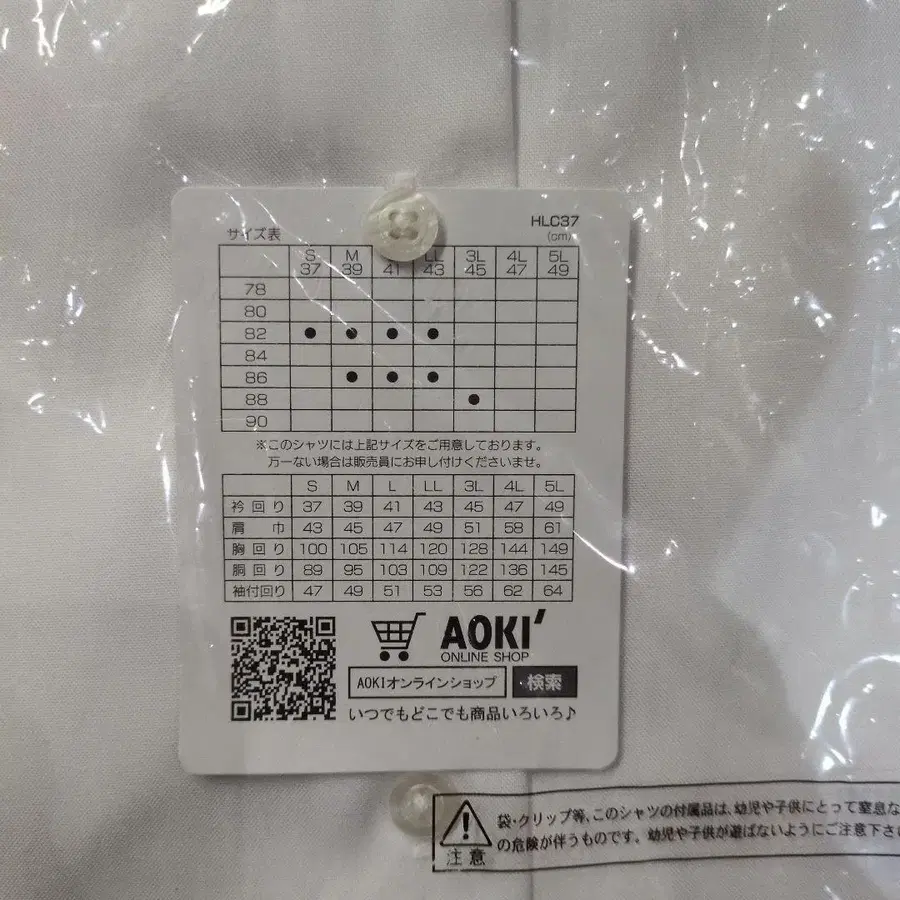 HLC37
サイズ表 (cm)
S M LL 3L 4L 5L
37 39 41 43 45 47 49
78
80
82 ● ● ● ●
84
86 ● ● ●
88 ●
90
※このシャツには上記サイズをご用意しております。
万一ない場合は販売員にお申し付けくださいませ。
S M L LL 3L 4L 5L
衿回り 37 39 41 43 45 47 49
肩巾 43 45 47 49 51 58 61
胸回り 100 105 114 120 128 144 149
胴回り 89 95 103 109 122 136 145
袖付回り 47 49 51 53 56 62 64
AOKI'
ONLINE SHOP
AOKIオンラインショップ 検索
いつでもどこでも商品いろいろ♪
袋・クリップ等、このシャツの付属品は、幼児や子供にとって窒息な
の危険が伴うものです。幼児や子供が遊ばないようにご注意下さ
注意